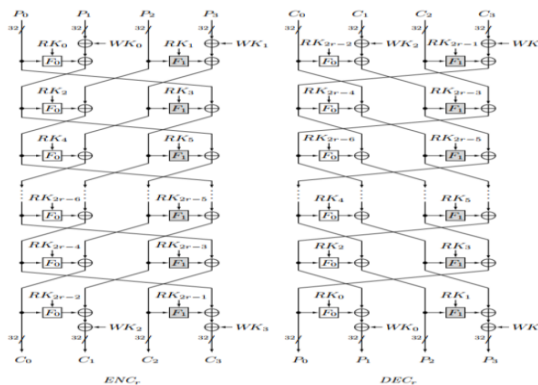 P₀ P₁ P₂ P₃ C₀ C₁ C₂ C₃
32 32 32 32 32 32 32 32
RK₀ WK₀ RK₁ WK₁ RK₂ᵣ₋₂ WK₂ RK₂ᵣ₋₁ WK
F₀ F₁ F₀ F₁
RK₂ RK₃ RK₂ᵣ₋₄ RK₂ᵣ₋₃
F₀ F₁ F₀ F₁
RK₄ RK₅ RK₂ᵣ₋₆ RK₂ᵣ₋₅
F₀ F₁ F₀ F₁
RK₂ᵣ₋₆ RK₂ᵣ₋₅ RK₄ RK₅
F₀ F₁ F₀ F₁
RK₂ᵣ₋₄ RK₂ᵣ₋₃ RK₂ RK₃
F₀ F₁ F₀ F₁
RK₂ᵣ₋₂ RK₂ᵣ₋₁ RK₀ RK₁
F₀ F₁ F₀ F₁
WK₂ WK₃ WK₀ WK
32 32 32 32 32 32 32 32
C₀ C₁ C₂ C₃ P₀ P₁ P₂ P₃
ENCᵣ DECᵣ